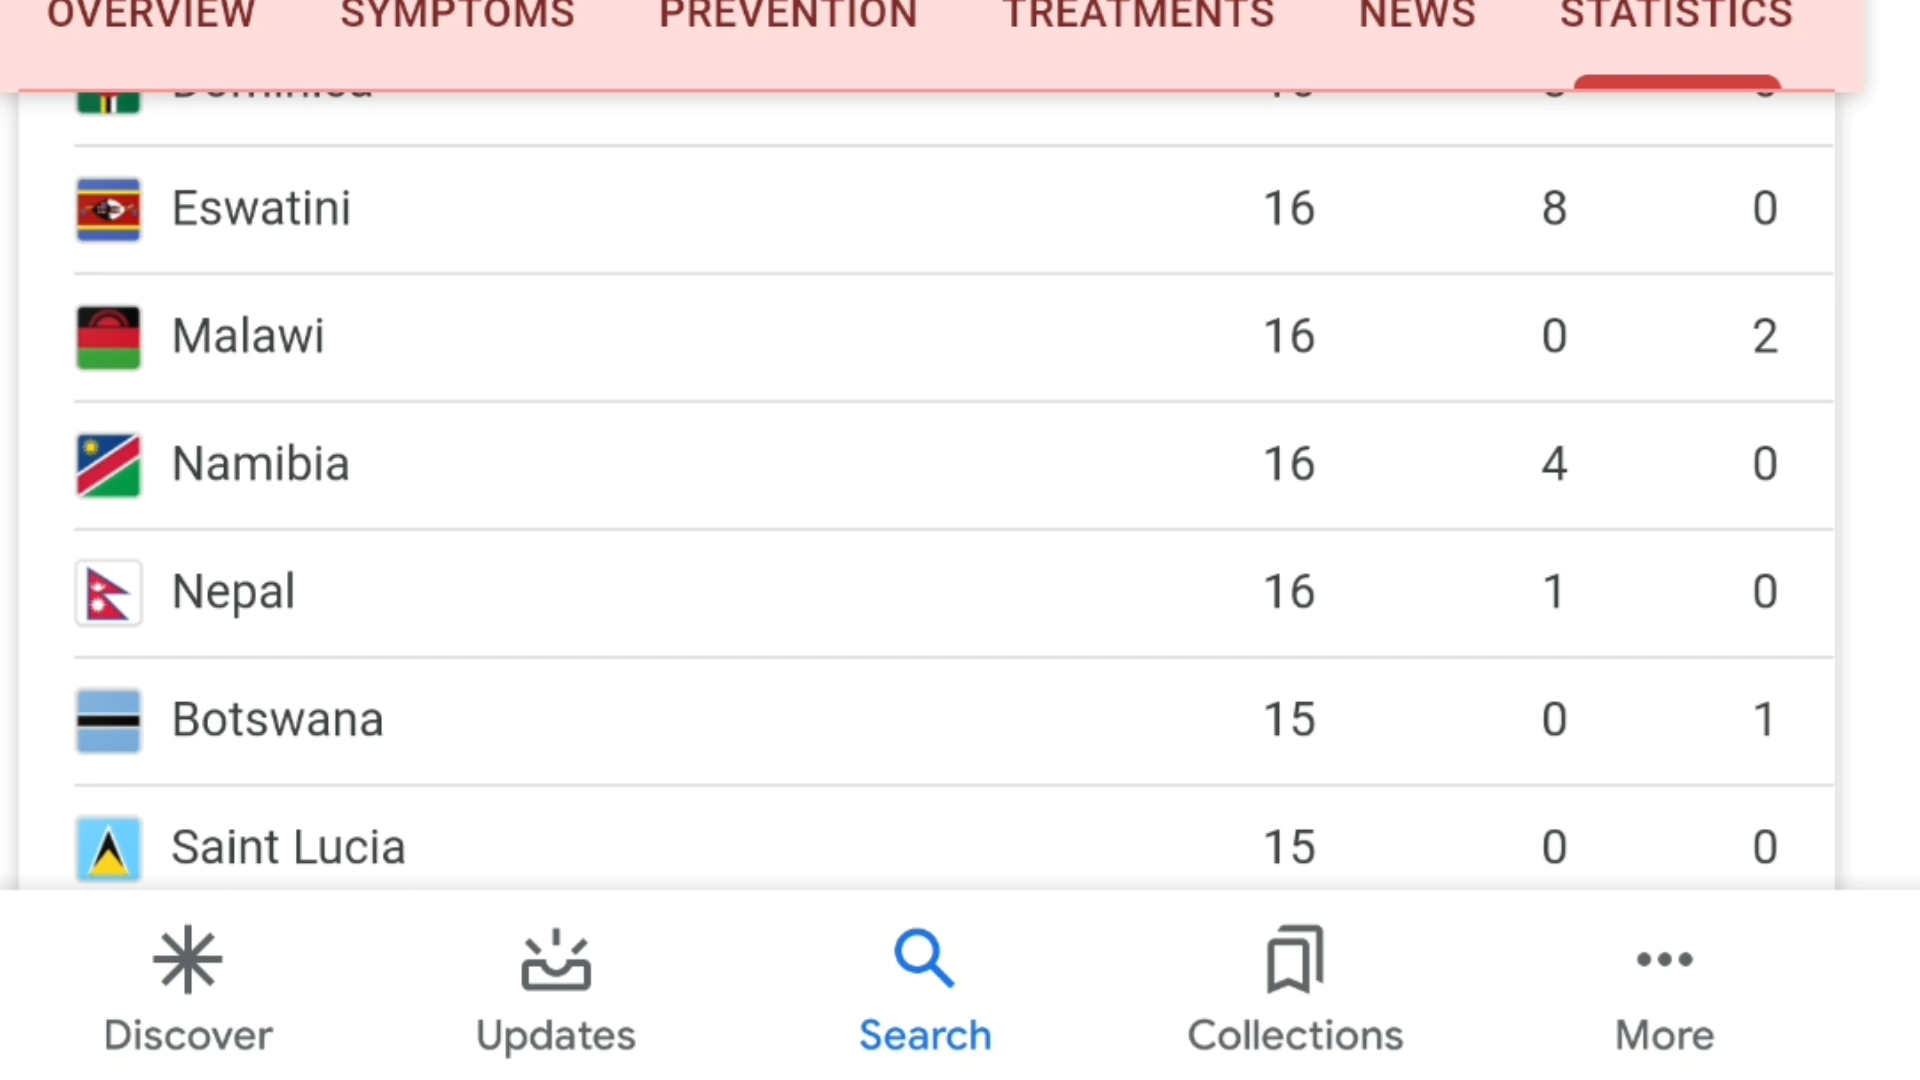 OVERVIEW SYMPTOMS PREVENTION TREATMENTS NEWS STATISTICS
Dominica
Eswatini 16 8 0
Malawi 16 0 2
Namibia 16 4 0
Nepal 16 1 0
Botswana 15 0 1
Saint Lucia 15 0 0
Discover Updates Search Collections More